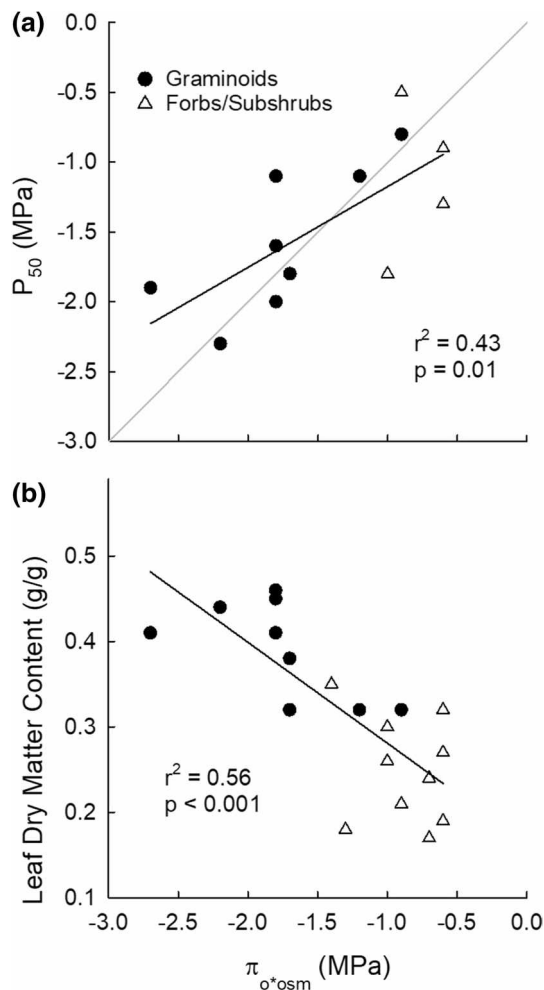 (a)
0.0
-0.5
-1.0
-1.5
-2.0
-2.5
-3.0
P50 (MPa)
Graminoids
Forbs/Subshrubs
r2 = 0.43
p = 0.01
(b)
0.5
0.4
0.3
0.2
0.1
Leaf Dry Matter Content (g/g)
r2 = 0.56
p < 0.001
-3.0 -2.5 -2.0 -1.5 -1.0 -0.5 0.0
πo*osm (MPa)